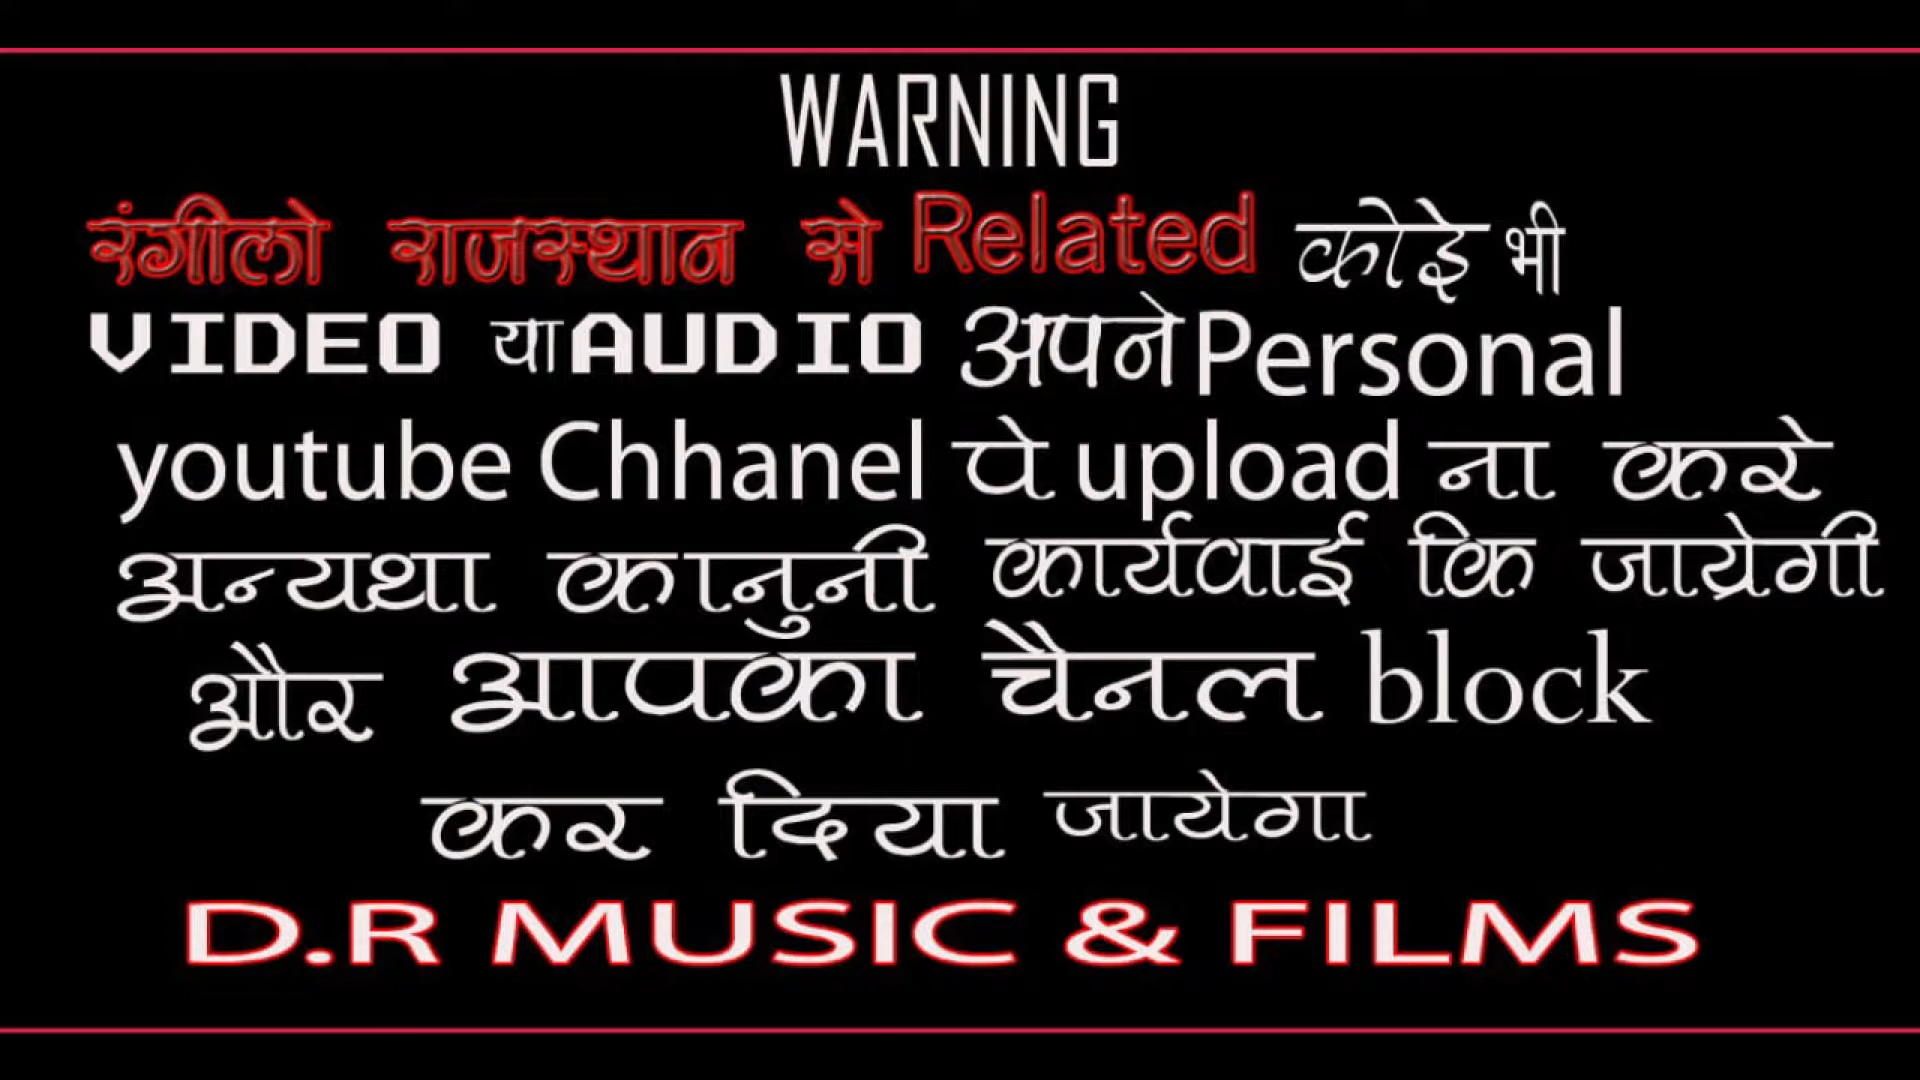 WARNING
रंगीलो राजस्थान से Related कोइे भी
VIDEO या AUDIO अपने Personal
youtube Chhanel पे upload ना करे
अन्यथा कानुनी कार्यवाई कि जाय्रेगी
और आपका चैनल block
कर दिया जायेगा
D.R MUSIC & FILMS